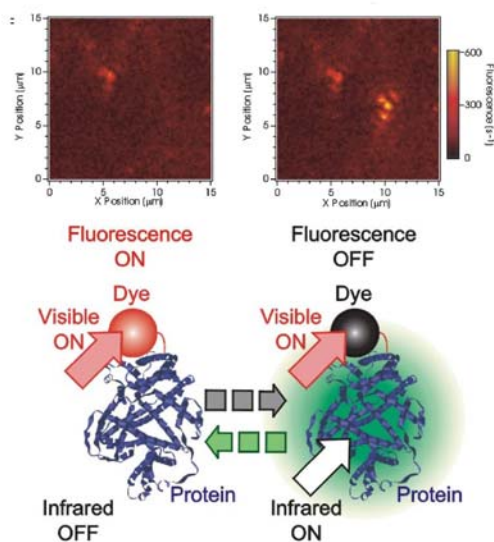 15
10
5
0
Y Position (μm)
0 5 10 15
X Position (μm)
15
10
5
0
Y Position (μm)
0 5 10 15
X Position (μm)
600
300
0
Fluorescence (s-1)
Fluorescence
ON
Dye
Visible
ON
Infrared
OFF
Protein
Fluorescence
OFF
Dye
Visible
ON
Infrared
ON
Protein